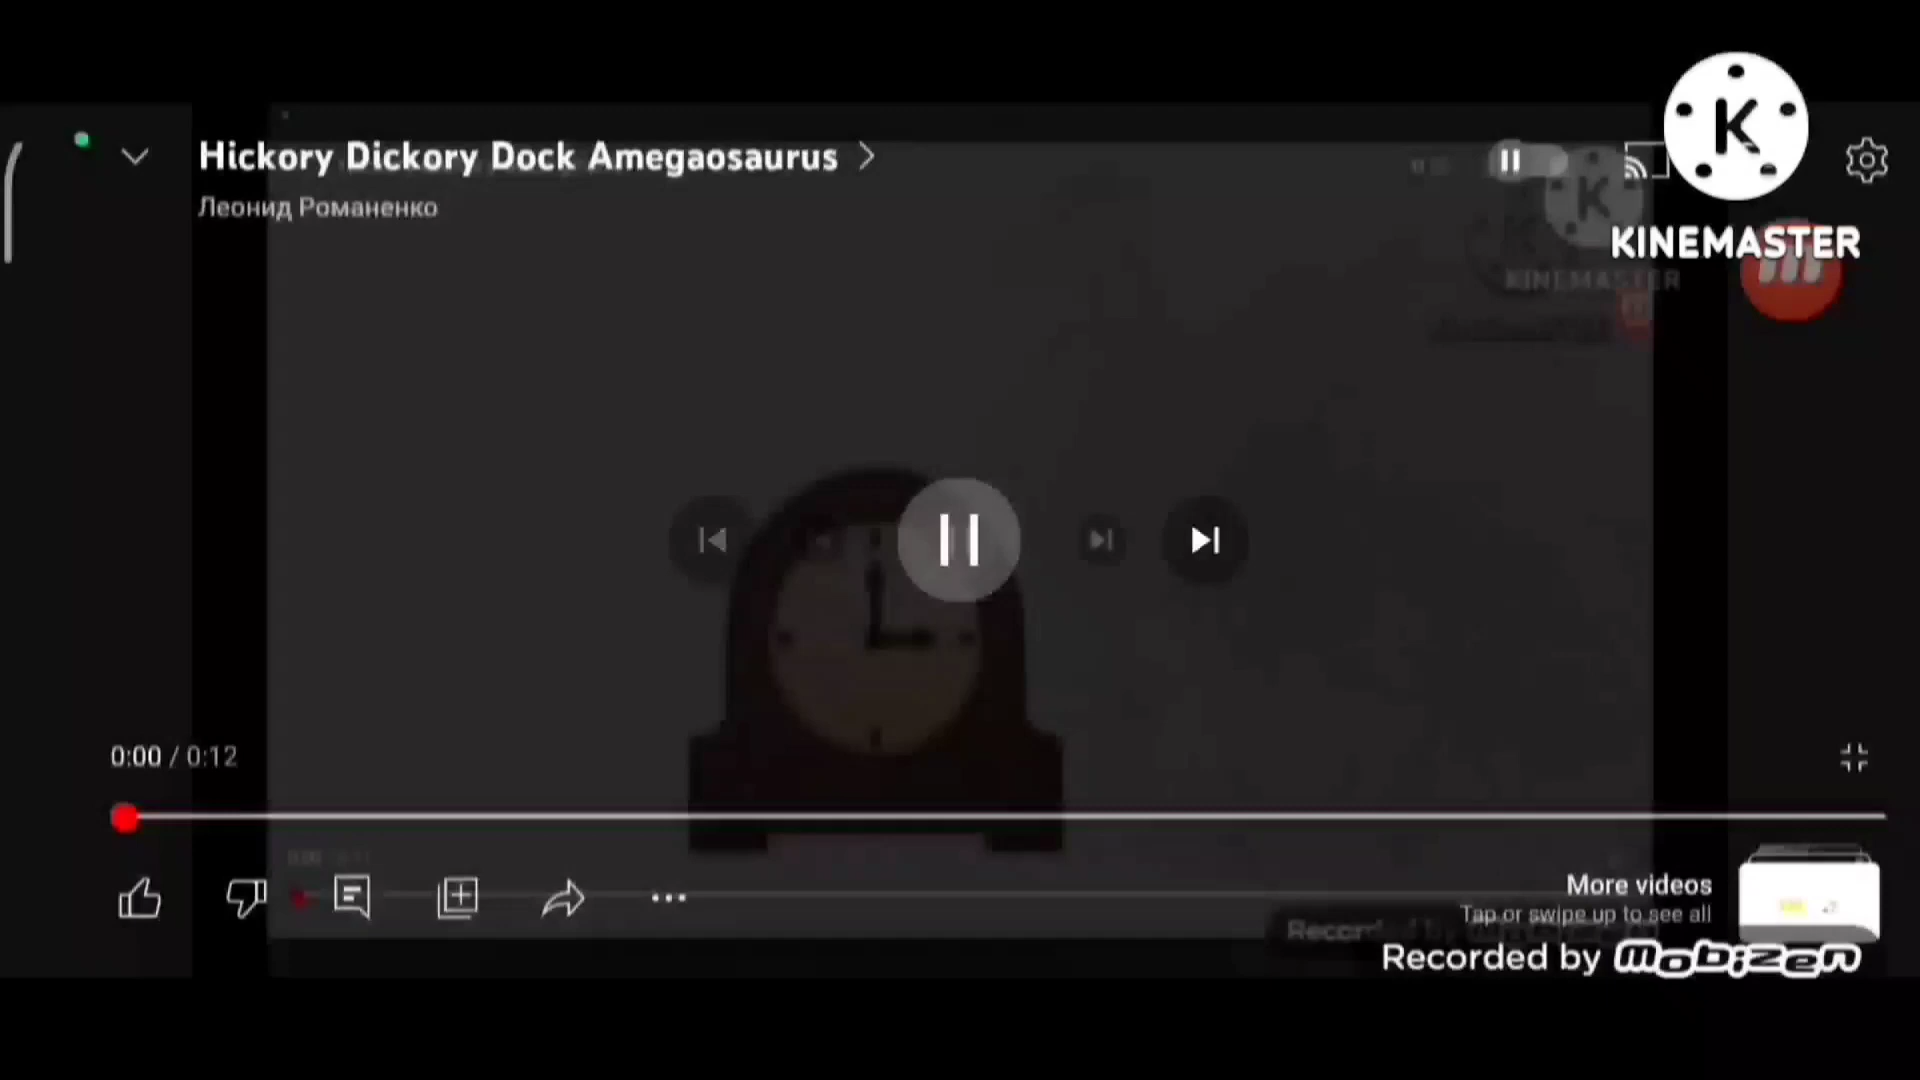 Hickory Dickory Dock Amegaosaurus
Леонид Романенко
K
KINEMASTER
K
KINEMASTER
0:00 / 0:12
More videos
Tap or swipe up to see all
Recorded by mobizen